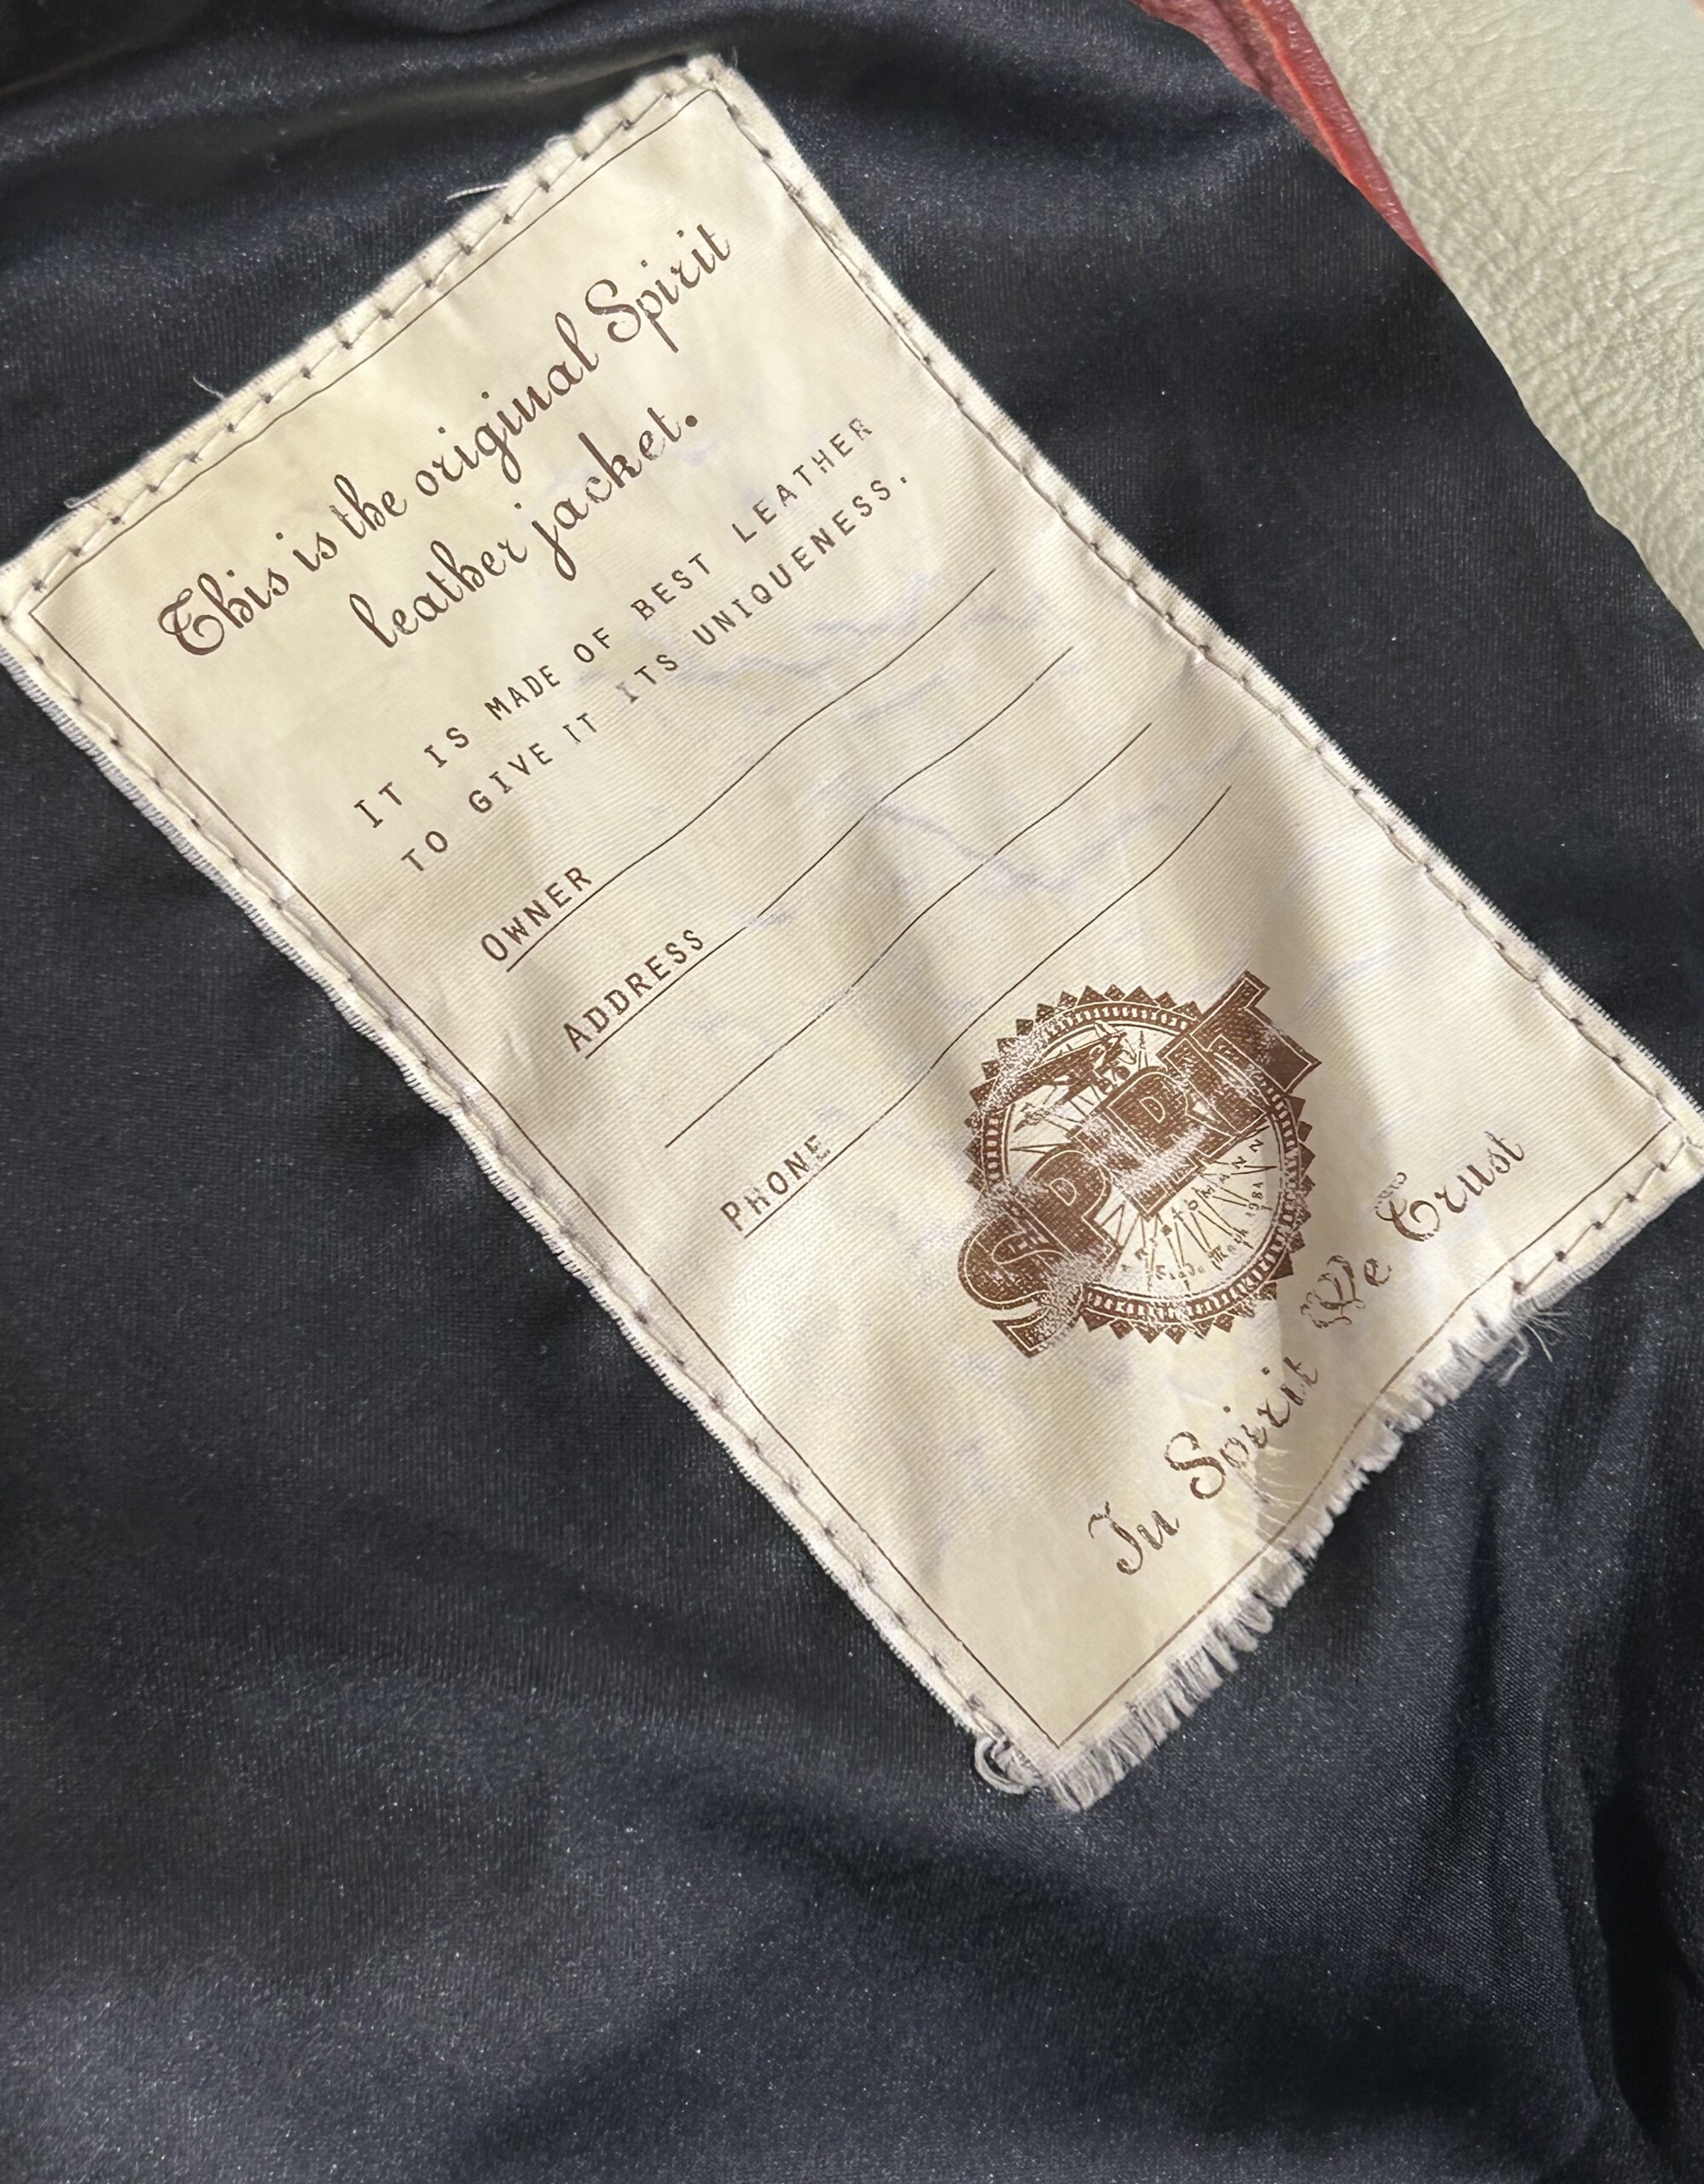 This is the original Spirit
leather jacket.
IT IS MADE OF BEST LEATHER
TO GIVE IT ITS UNIQUENESS.
OWNER
ADDRESS
PHONE
SPIRIT
In Spirit We Trust